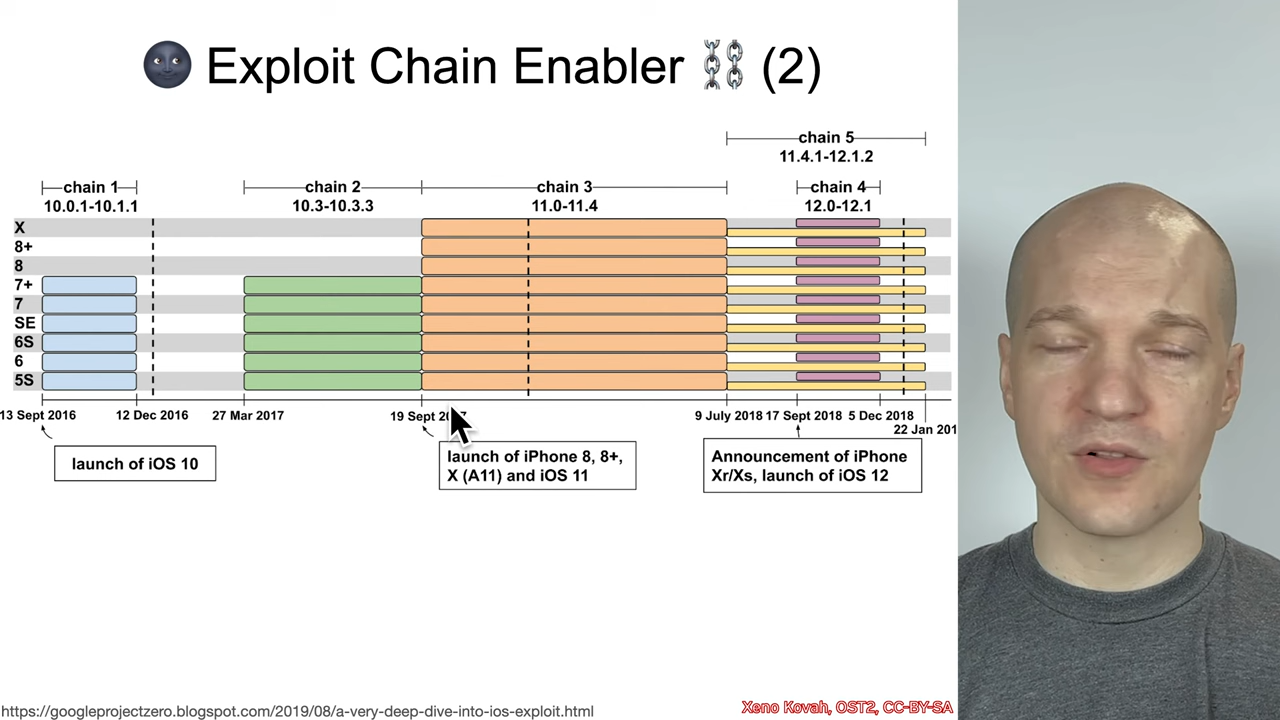 Exploit Chain Enabler (2)
chain 5
11.4.1-12.1.2
chain 1
chain 2
chain 3
chain 4
10.0.1-10.1.1
10.3-10.3.3
11.0-11.4
12.0-12.1
X
8+
8
7+
7
SE
6S
6
5S
13 Sept 2016
12 Dec 2016
27 Mar 2017
19 Sept
9 July 2018
17 Sept 2018
5 Dec 2018
22 Jan 201
launch of iOS 10
launch of iPhone 8, 8+,
X (A11) and iOS 11
Announcement of iPhone
Xr/Xs, launch of iOS 12
https://googleprojectzero.blogspot.com/2019/08/a-very-deep-dive-into-ios-exploit.html
Xeno Kovah, OST2, CC-BY-SA